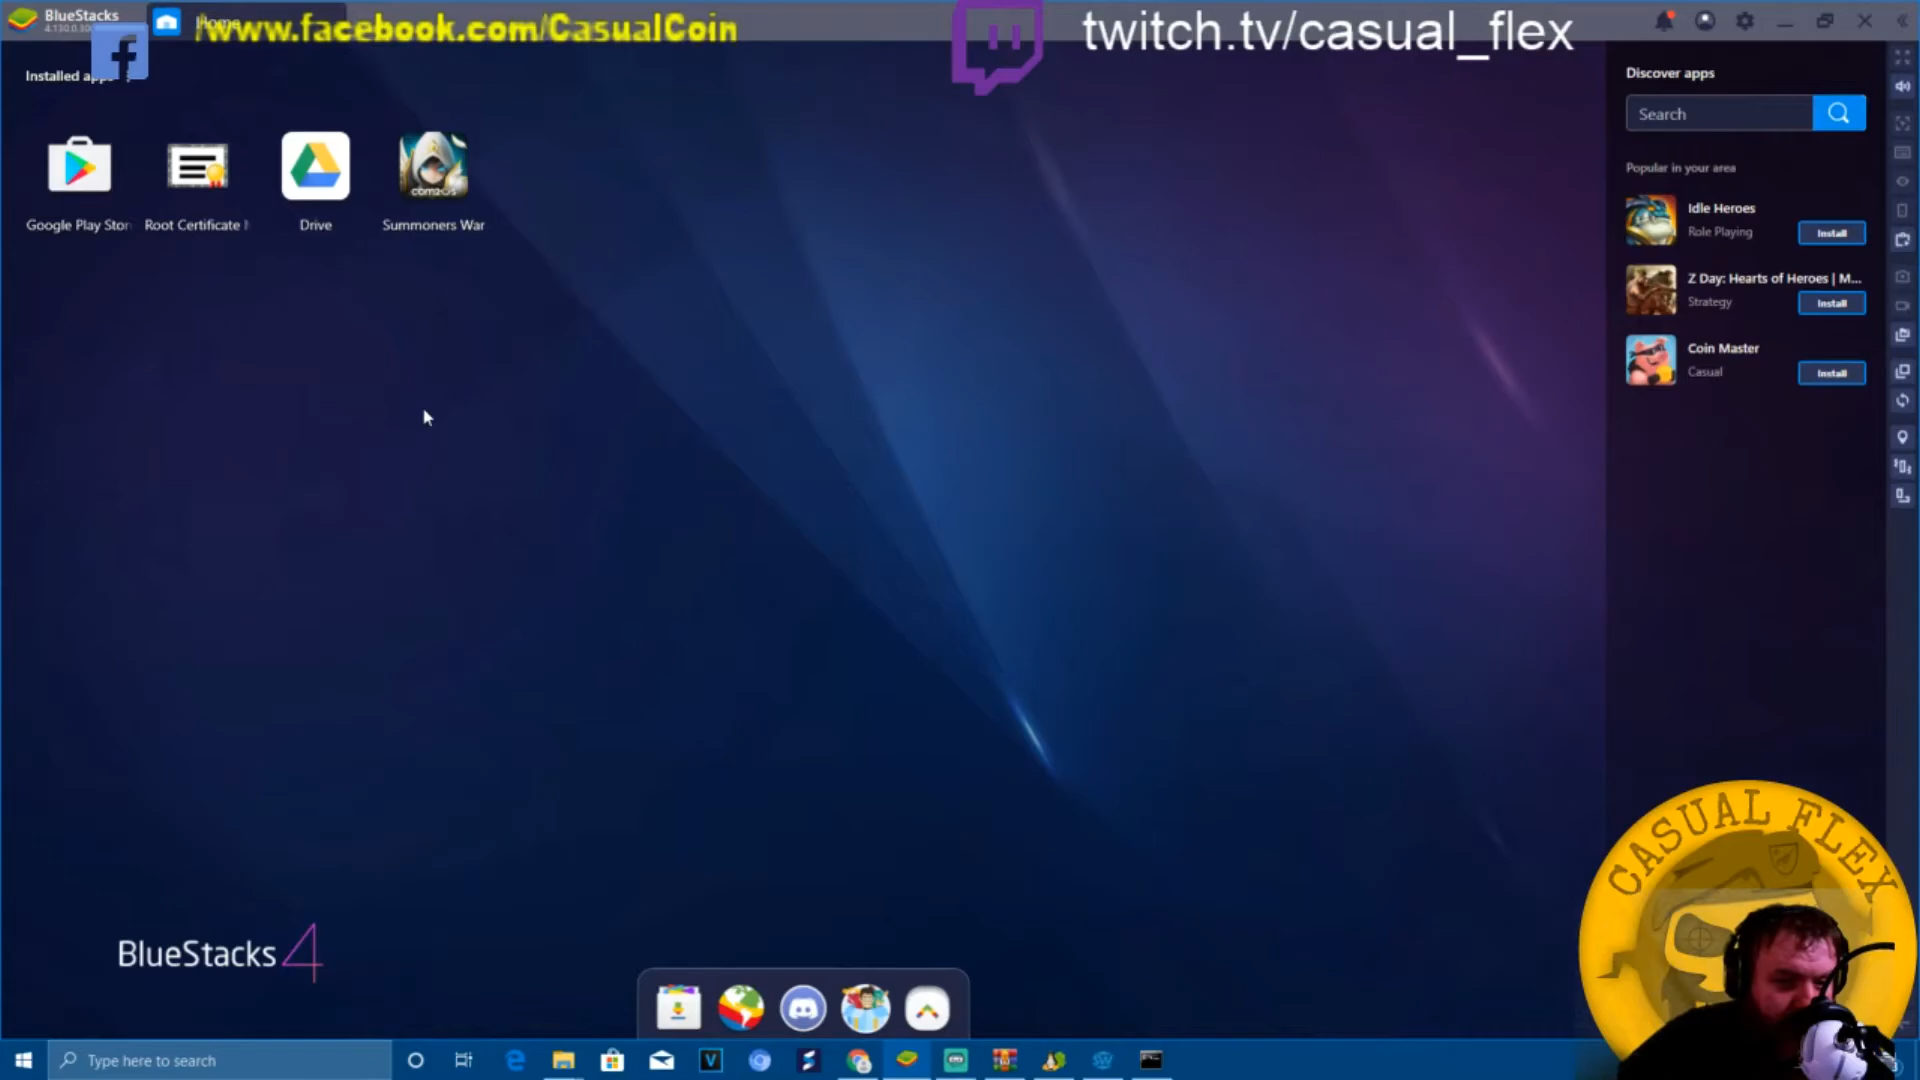 BlueStacks
Home
/www.facebook.com/CasualCoin
twitch.tv/casual_flex
Installed apps
Google Play Stor
Root Certificate
Drive
com2us
Summoners War
Discover apps
Search
Popular in your area
Idle Heroes
Role Playing
Install
Z Day: Hearts of Heroes | M...
Strategy
Install
Coin Master
Casual
Install
CASUAL FLEX
BlueStacks 4
Type here to search